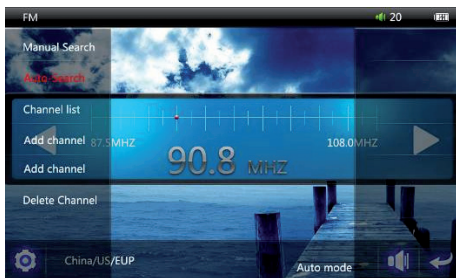 FM 20
Manual Search
Auto Search
Channel list
Add channel 87.5MHZ 108.0MHZ
90.8 MHZ
Add channel
Delete Channel
China/US/EUP Auto mode